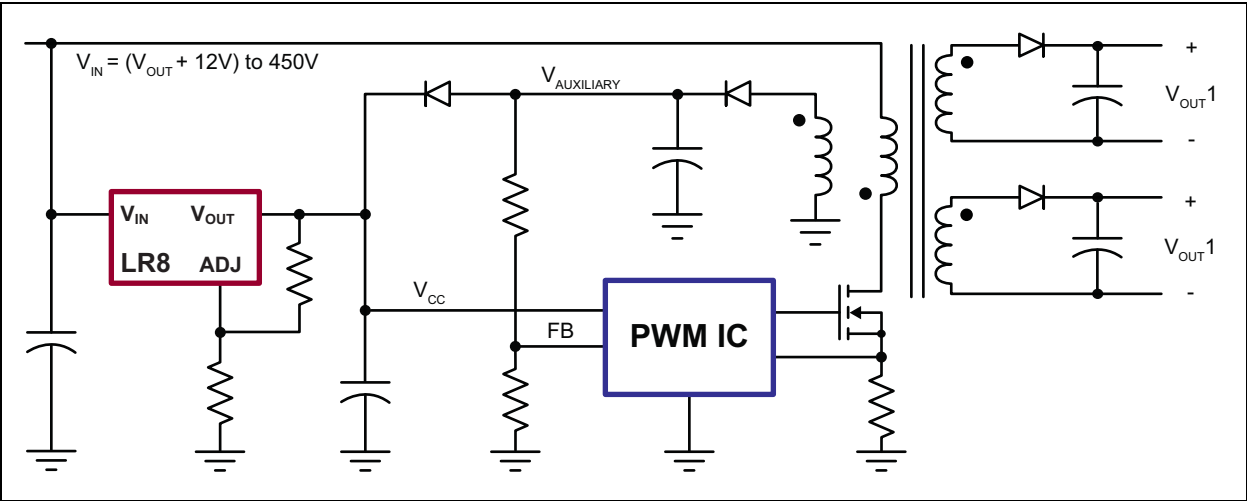 V_IN = (V_OUT + 12V) to 450V
V_AUXILIARY
+
V_OUT1
-
V_IN V_OUT
LR8 ADJ
+
V_OUT1
-
V_CC
FB
PWM IC